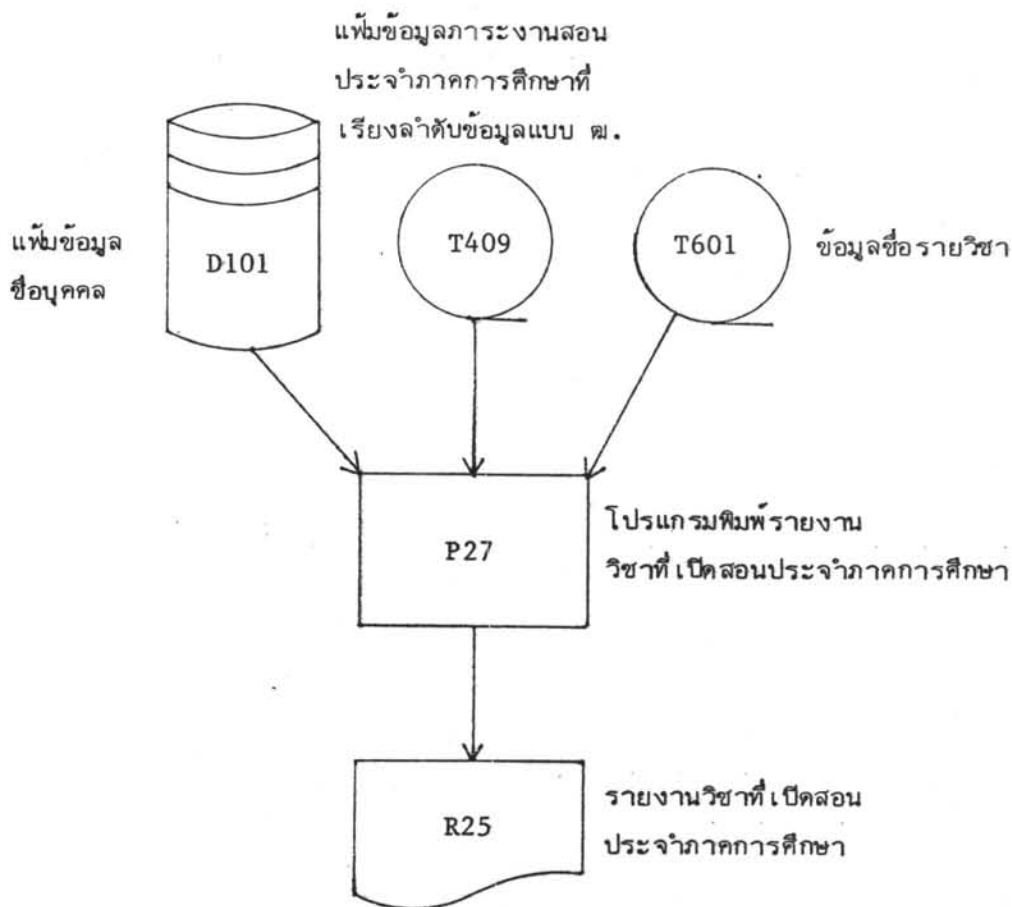 แฟ้มข้อมูลภาระงานสอน
ประจำภาคการศึกษาที่
เรียงลำดับข้อมูลแบบ ฒ.
แฟ้มข้อมูล
ชื่อบุคคล
D101
T409
T601
ข้อมูลชื่อรายวิชา
P27
โปรแกรมพิมพ์รายงาน
วิชาที่เปิดสอนประจำภาคการศึกษา
R25
รายงานวิชาที่เปิดสอน
ประจำภาคการศึกษา